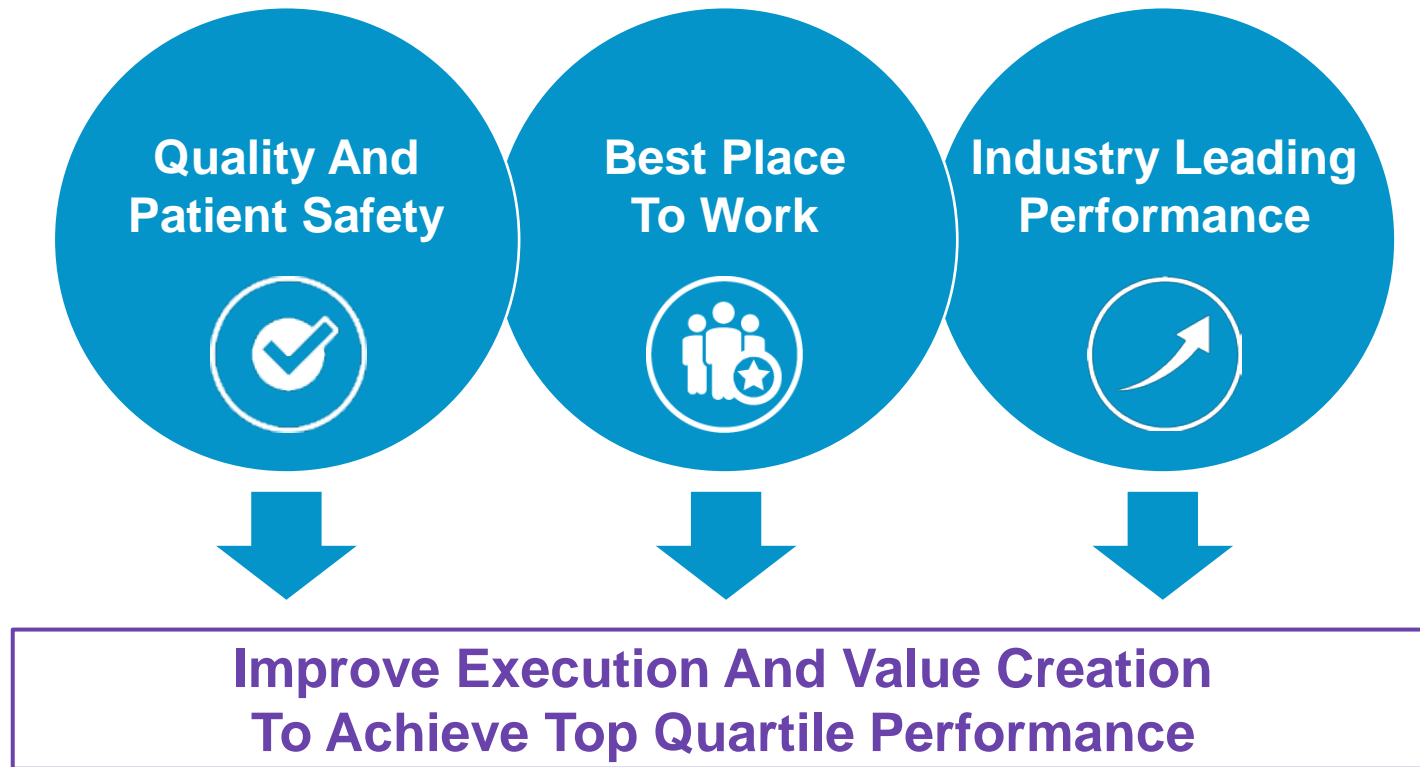 Quality And
Patient Safety
Best Place
To Work
Industry Leading
Performance
Improve Execution And Value Creation
To Achieve Top Quartile Performance